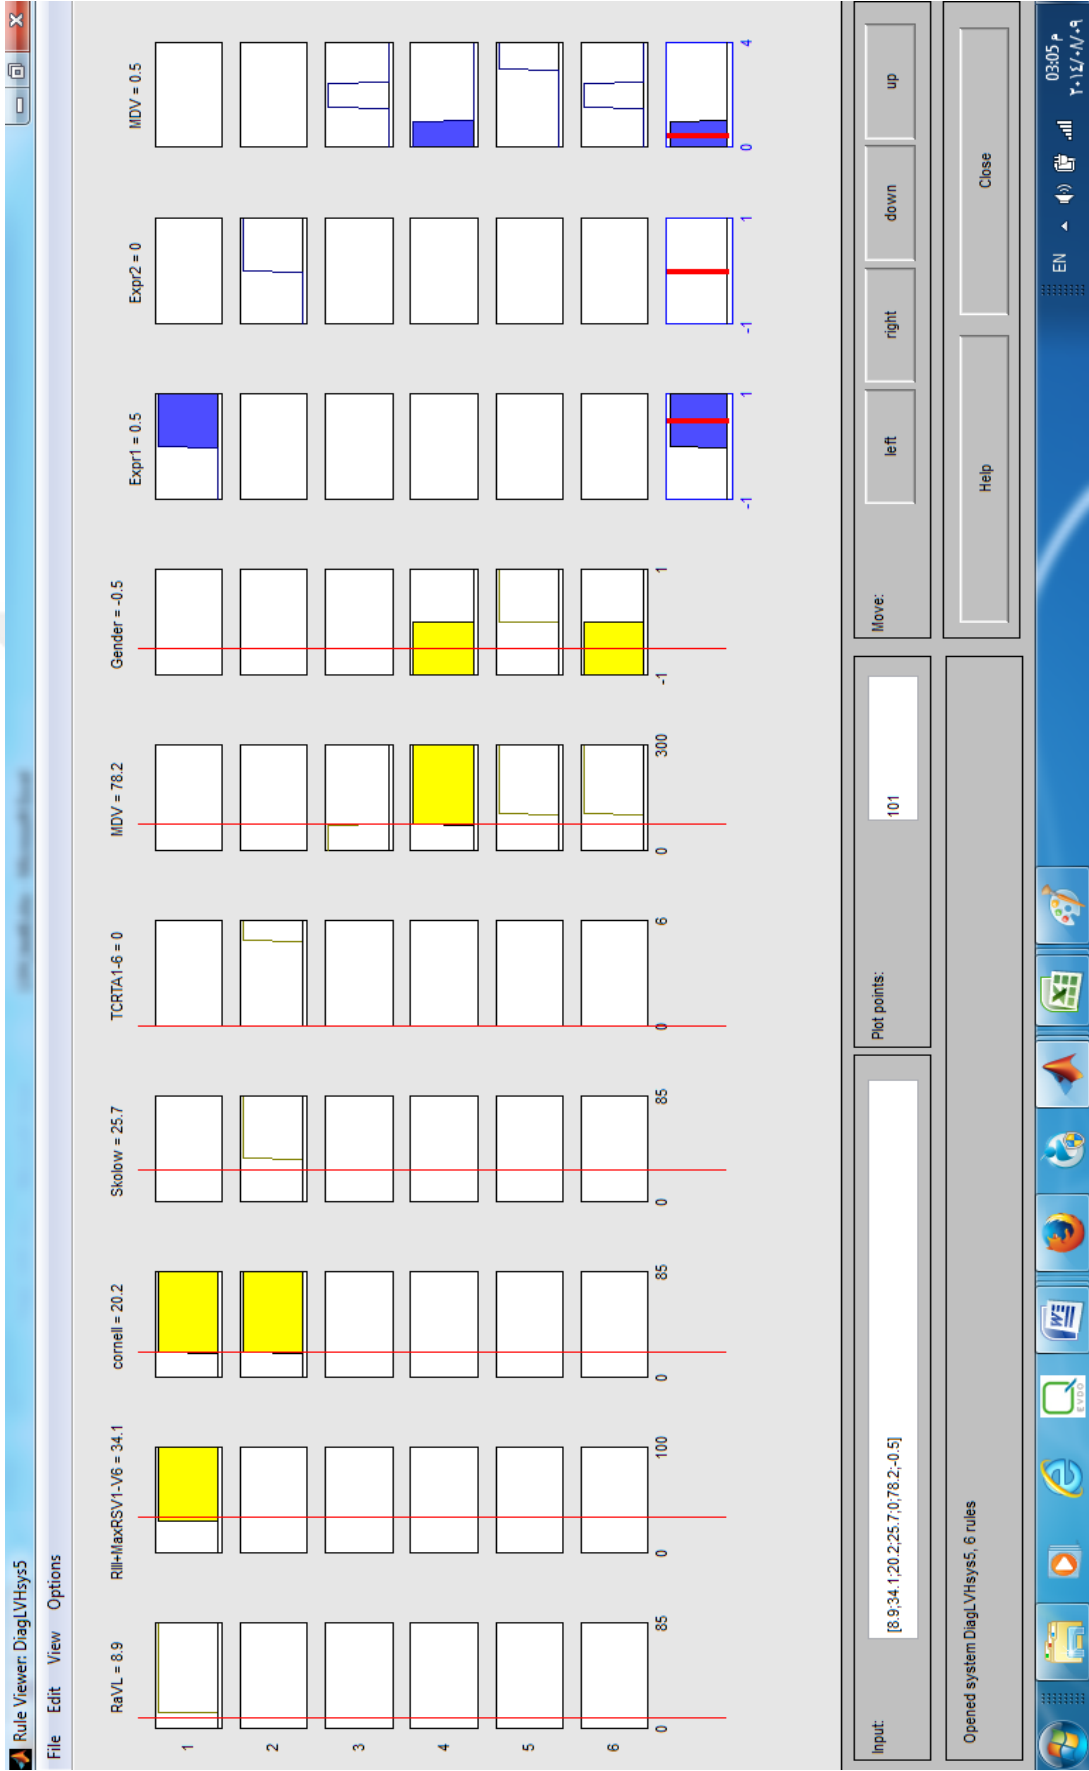 Rule Viewer: DiagLVHsys5
File Edit View Options
RaVL = 8.9
RIII+MaxRSV1-V6 = 34.1
cornell = 20.2
Skolow = 25.7
TCRTA1-6 = 0
MDV = 78.2
Gender = -0.5
Expr1 = 0.5
Expr2 = 0
MDV = 0.5
1
2
3
4
5
6
0 85
0 100
0 85
0 85
0 6
0 300
-1 1
-1 1
-1 1
0 4
Input:
[8.9;34.1;20.2;25.7;0;78.2;-0.5]
Plot points:
101
Move:
left
right
down
up
Opened system DiagLVHsys5, 6 rules
Help
Close
EVDO
EN
03:05 م
٢٠١٤/٠٨/٠٩